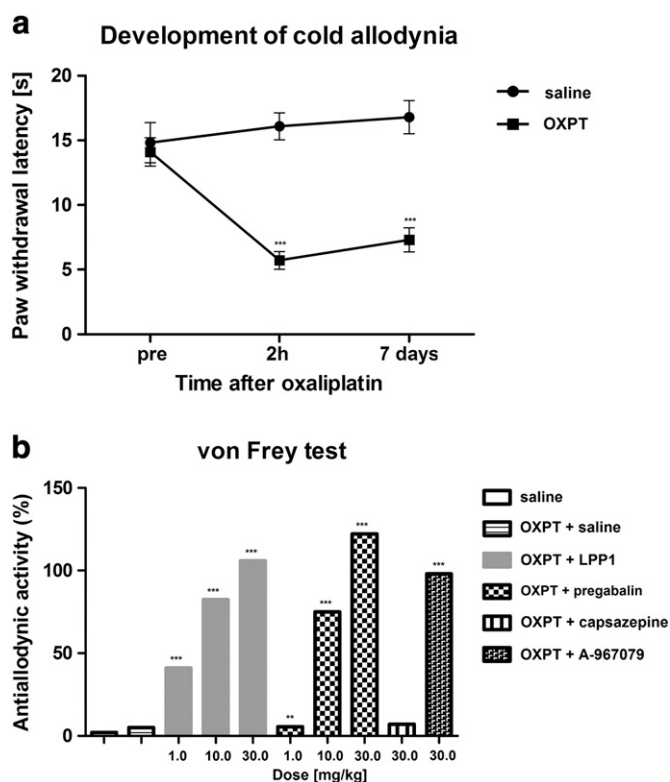 a
Development of cold allodynia
Paw withdrawal latency [s]
20
15
10
5
0
***
***
pre
2h
7 days
Time after oxaliplatin
saline
OXPT
b
von Frey test
Antiallodynic activity (%)
150
100
50
0
***
***
***
**
***
***
***
1.0
10.0
30.0
1.0
10.0
30.0
30.0
30.0
Dose [mg/kg]
saline
OXPT + saline
OXPT + LPP1
OXPT + pregabalin
OXPT + capsazepine
OXPT + A-967079